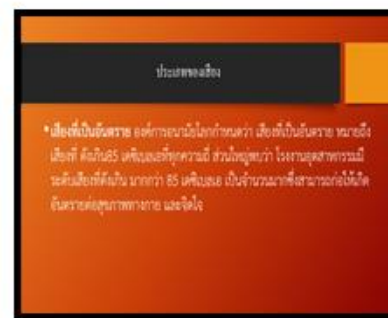 ประเภทของเสียง
•เสียงที่เป็นอันตราย องค์การอนามัยโลกกำหนดว่า เสียงที่เป็นอันตราย หมายถึง
เสียงที่ ดังเกิน85 เดซิเบลเอที่ทุกความถี่ ส่วนใหญ่พบว่า โรงงานอุตสาหกรรมมี
ระดับเสียงที่ดังเกิน มากกว่า 85 เดซิเบลเอ เป็นจำนวนมากซึ่งสามารถก่อให้เกิด
อันตรายต่อสุขภาพทางกาย และจิตใจ